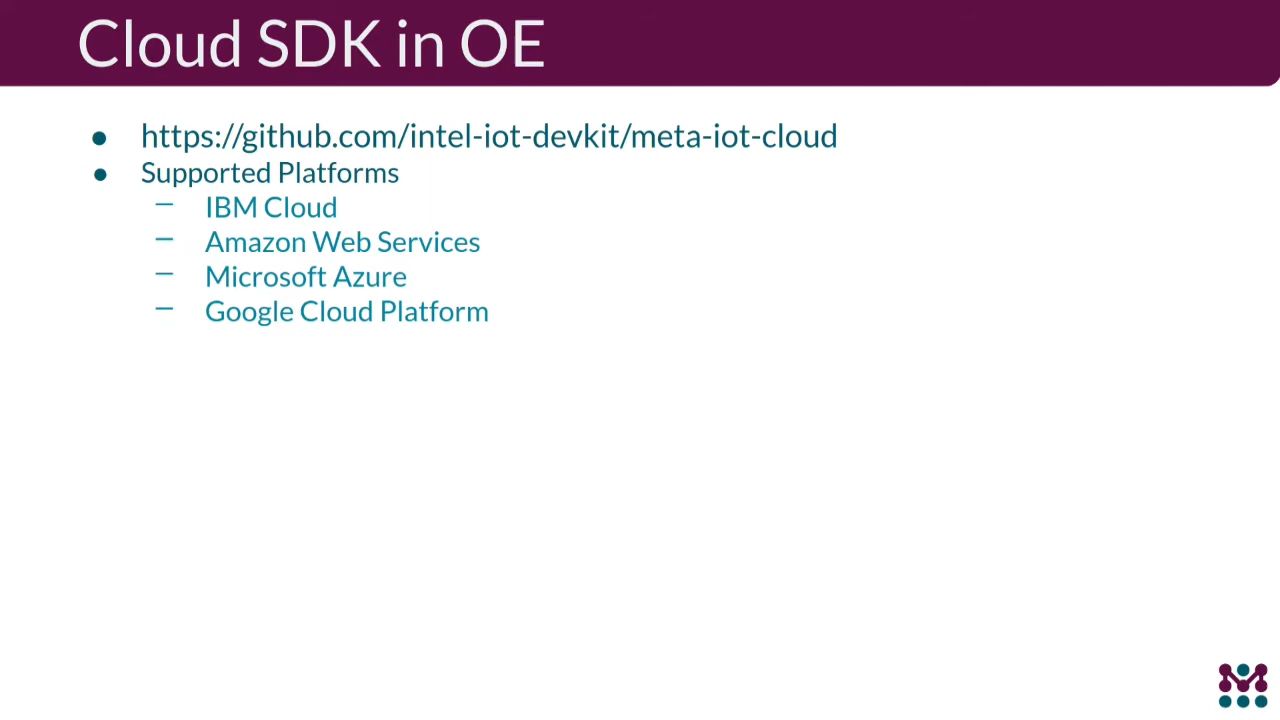 Cloud SDK in OE
● https://github.com/intel-iot-devkit/meta-iot-cloud
● Supported Platforms
– IBM Cloud
– Amazon Web Services
– Microsoft Azure
– Google Cloud Platform